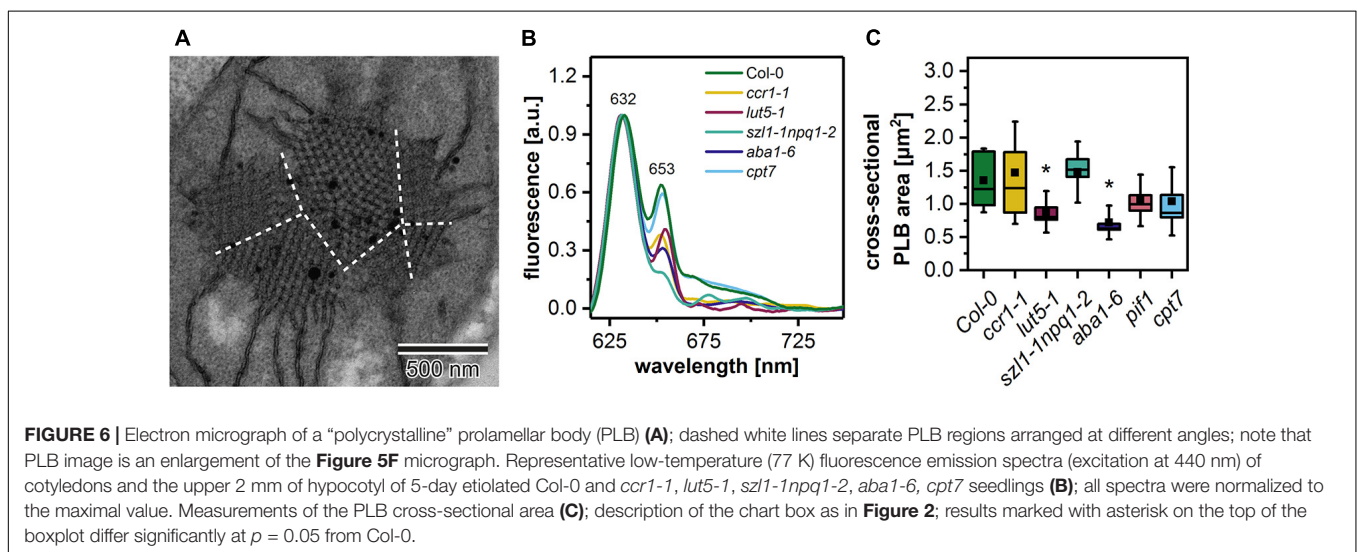 A
500 nm
B
fluorescence [a.u.]
1.2
0.9
0.6
0.3
0.0
632
653
Col-0
ccr1-1
lut5-1
szl1-1npq1-2
aba1-6
cpt7
625
675
725
wavelength [nm]
C
cross-sectional
PLB area [µm²]
3.0
2.5
2.0
1.5
1.0
0.5
0.0
*
*
Col-0
ccr1-1
lut5-1
szl1-1npq1-2
aba1-6
pif1
cpt7
FIGURE 6 | Electron micrograph of a “polycrystalline” prolamellar body (PLB) (A); dashed white lines separate PLB regions arranged at different angles; note that
PLB image is an enlargement of the Figure 5F micrograph. Representative low-temperature (77 K) fluorescence emission spectra (excitation at 440 nm) of
cotyledons and the upper 2 mm of hypocotyl of 5-day etiolated Col-0 and ccr1-1, lut5-1, szl1-1npq1-2, aba1-6, cpt7 seedlings (B); all spectra were normalized to
the maximal value. Measurements of the PLB cross-sectional area (C); description of the chart box as in Figure 2; results marked with asterisk on the top of the
boxplot differ significantly at p = 0.05 from Col-0.